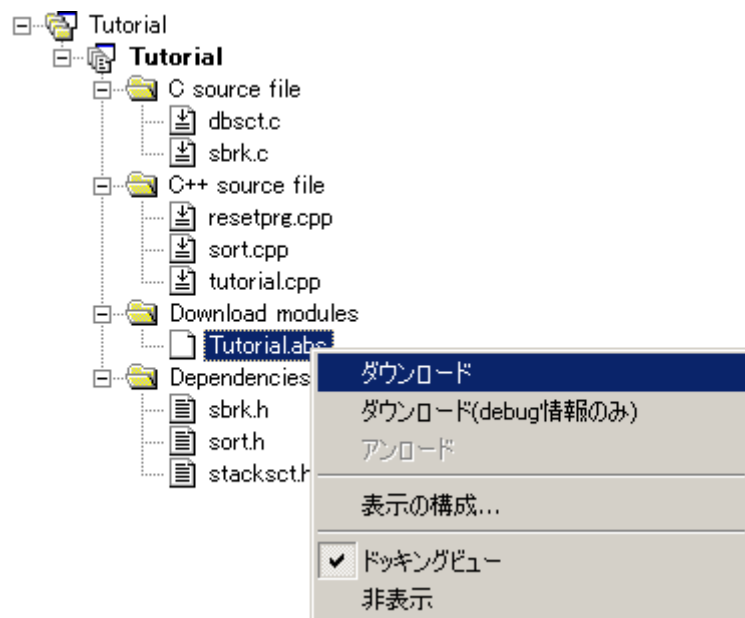 Tutorial
Tutorial
C source file
dbsct.c
sbrk.c
C++ source file
resetprg.cpp
sort.cpp
tutorial.cpp
Download modules
Tutorial.abs
Dependencies
sbrk.h
sort.h
stacksct.h
ダウンロード
ダウンロード(debug情報のみ)
アンロード
表示の構成...
ドッキングビュー
非表示